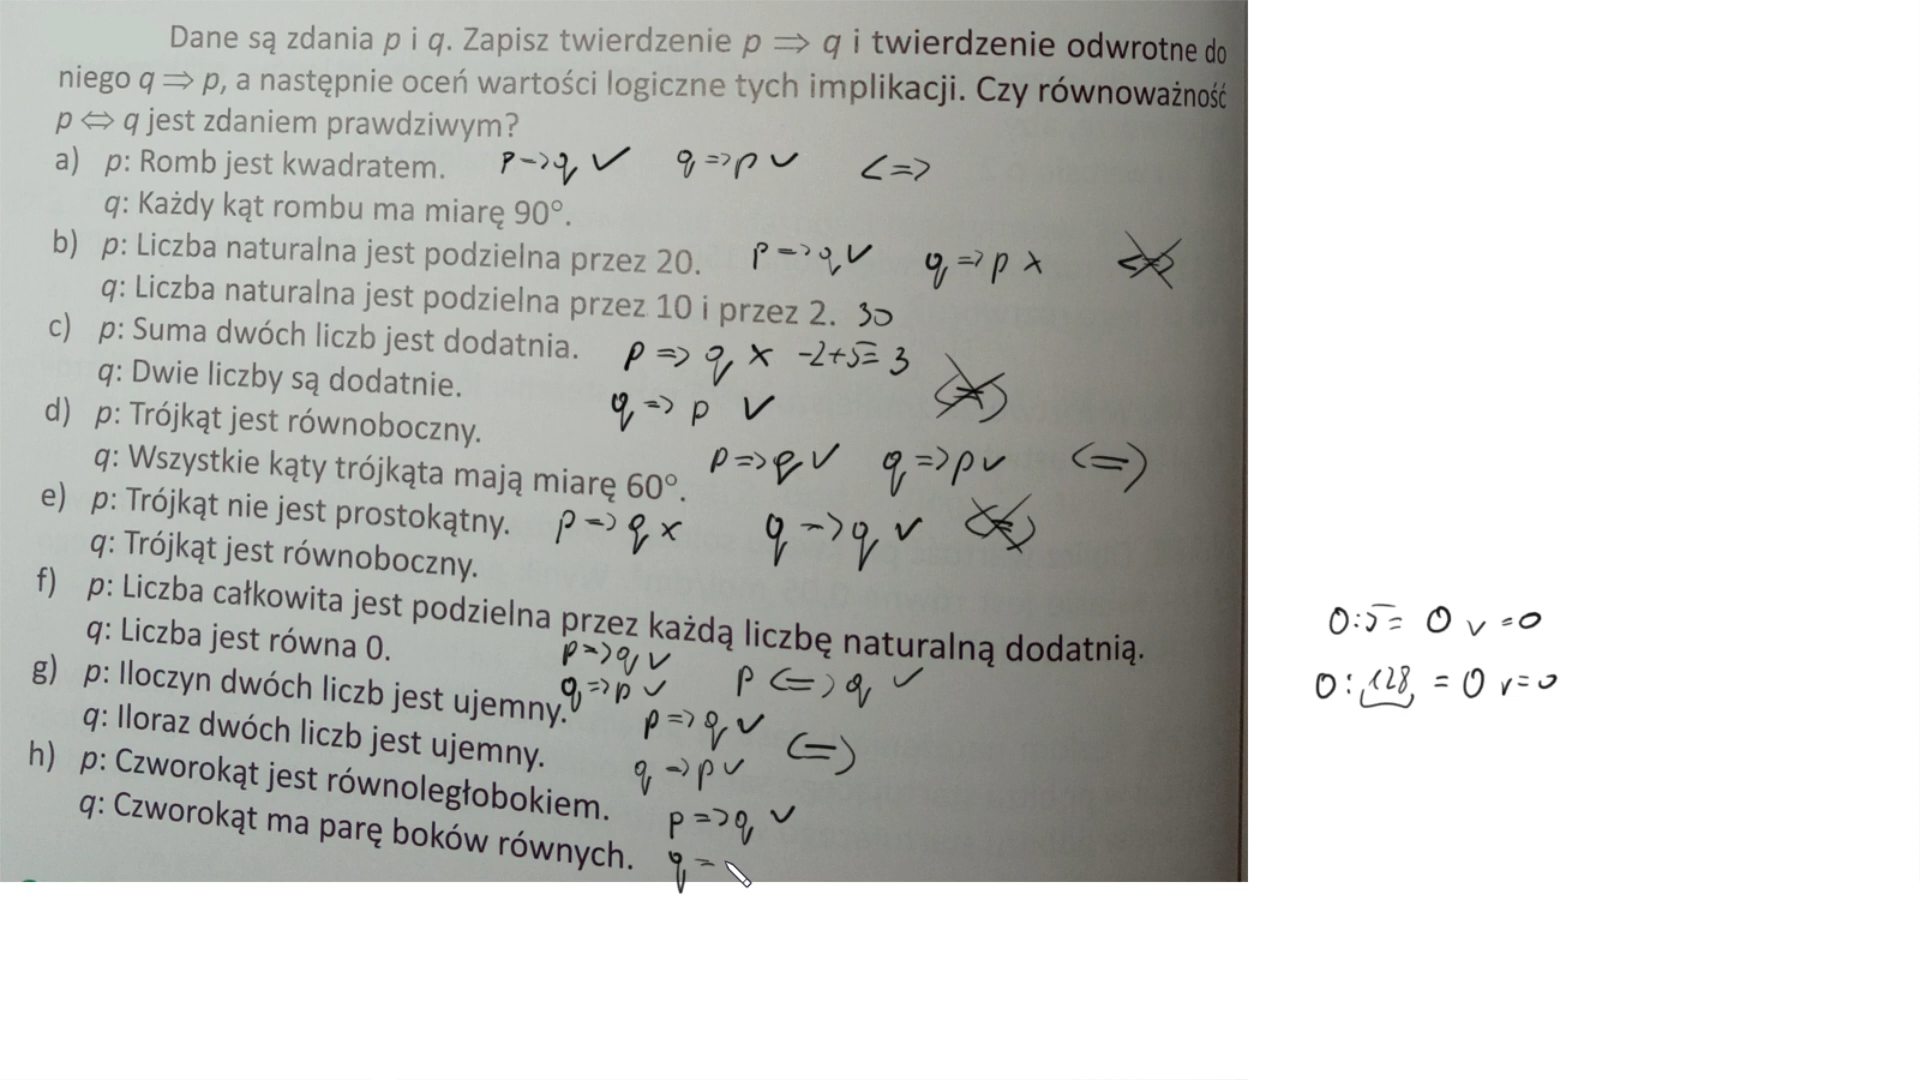 Dane są zdania p i q. Zapisz twierdzenie p ⇒ q i twierdzenie odwrotne do
niego q ⇒ p, a następnie oceń wartości logiczne tych implikacji. Czy równoważność
p ⇔ q jest zdaniem prawdziwym?
a) p: Romb jest kwadratem. p->q ✓ q=>p ✓ <=>
q: Każdy kąt rombu ma miarę 90°.
b) p: Liczba naturalna jest podzielna przez 20. p=>q ✓ q=>p x <=>
q: Liczba naturalna jest podzielna przez 10 i przez 2. 30
c) p: Suma dwóch liczb jest dodatnia. p=>q x -2+5=3 <=>
q: Dwie liczby są dodatnie. q=>p ✓
d) p: Trójkąt jest równoboczny.
q: Wszystkie kąty trójkąta mają miarę 60°. p=>q ✓ q=>p ✓ <=>
e) p: Trójkąt nie jest prostokątny. p=>q x q->q ✓ <=>
q: Trójkąt jest równoboczny.
f) p: Liczba całkowita jest podzielna przez każdą liczbę naturalną dodatnią.
q: Liczba jest równa 0. p=>q ✓
q=>p ✓ p<=>q ✓
g) p: Iloczyn dwóch liczb jest ujemny. p=>q ✓ <=>
q: Iloraz dwóch liczb jest ujemny. q->p ✓
h) p: Czworokąt jest równoległobokiem. p=>q ✓
q: Czworokąt ma parę boków równych. q=
0:5= 0 r=0
0:128 = 0 r=0